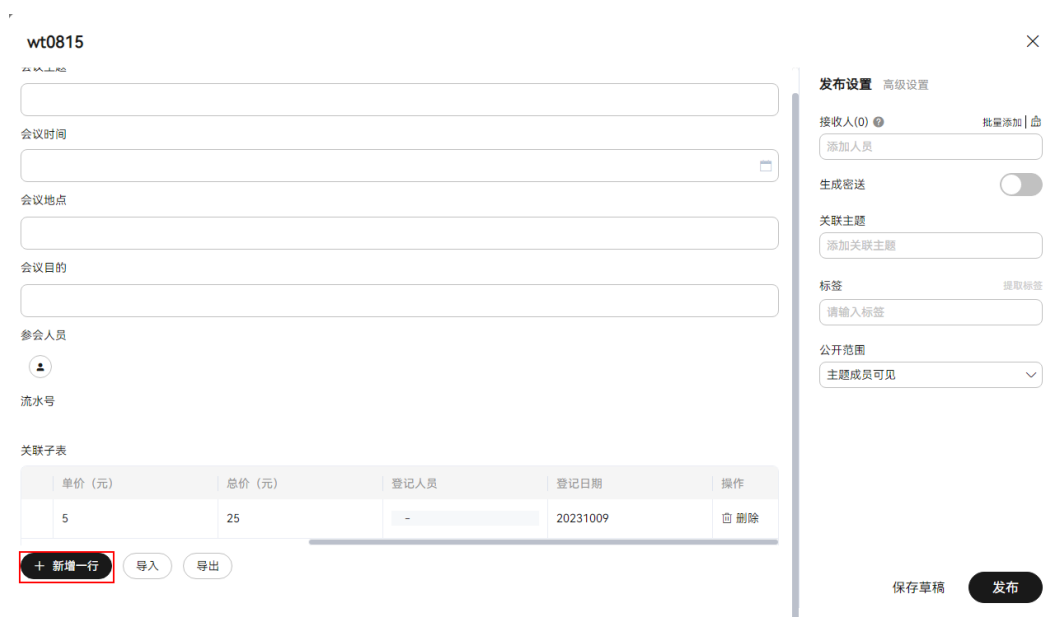 wt0815
会议主题
会议时间
会议地点
会议目的
参会人员
流水号
关联子表
单价（元） 总价（元） 登记人员 登记日期 操作
5 25 - 20231009 删除
+ 新增一行 导入 导出
发布设置 高级设置
接收人(0) 批量添加
添加人员
生成密送
关联主题
添加关联主题
标签 提取标签
请输入标签
公开范围
主题成员可见
保存草稿 发布